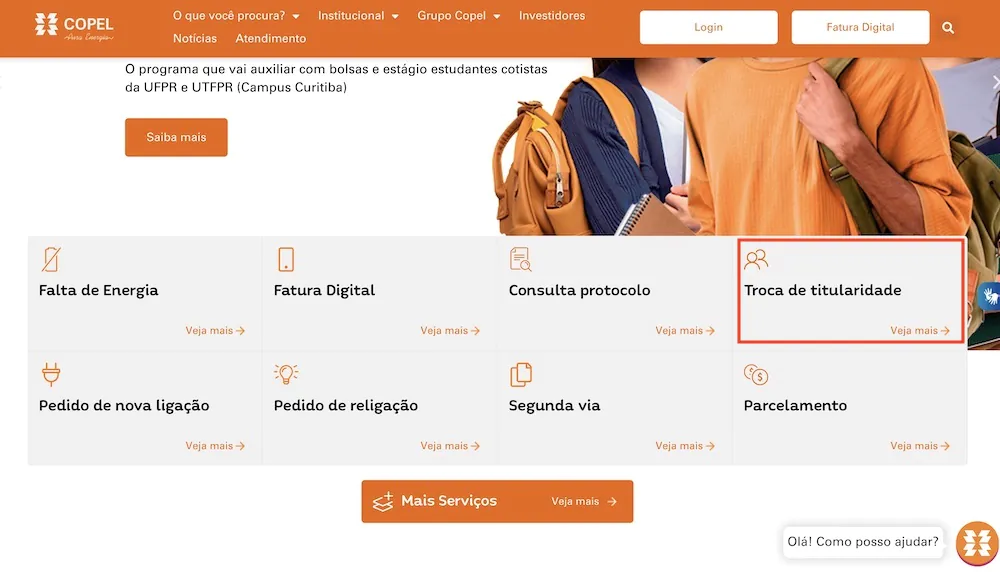 COPEL
Pura Energia
O que você procura?
Institucional
Grupo Copel
Investidores
Notícias
Atendimento
Login
Fatura Digital
O programa que vai auxiliar com bolsas e estágio estudantes cotistas
da UFPR e UTFPR (Campus Curitiba)
Saiba mais
Falta de Energia
Veja mais
Fatura Digital
Veja mais
Consulta protocolo
Veja mais
Troca de titularidade
Veja mais
Pedido de nova ligação
Veja mais
Pedido de religação
Veja mais
Segunda via
Veja mais
Parcelamento
Veja mais
Mais Serviços
Veja mais
Olá! Como posso ajudar?